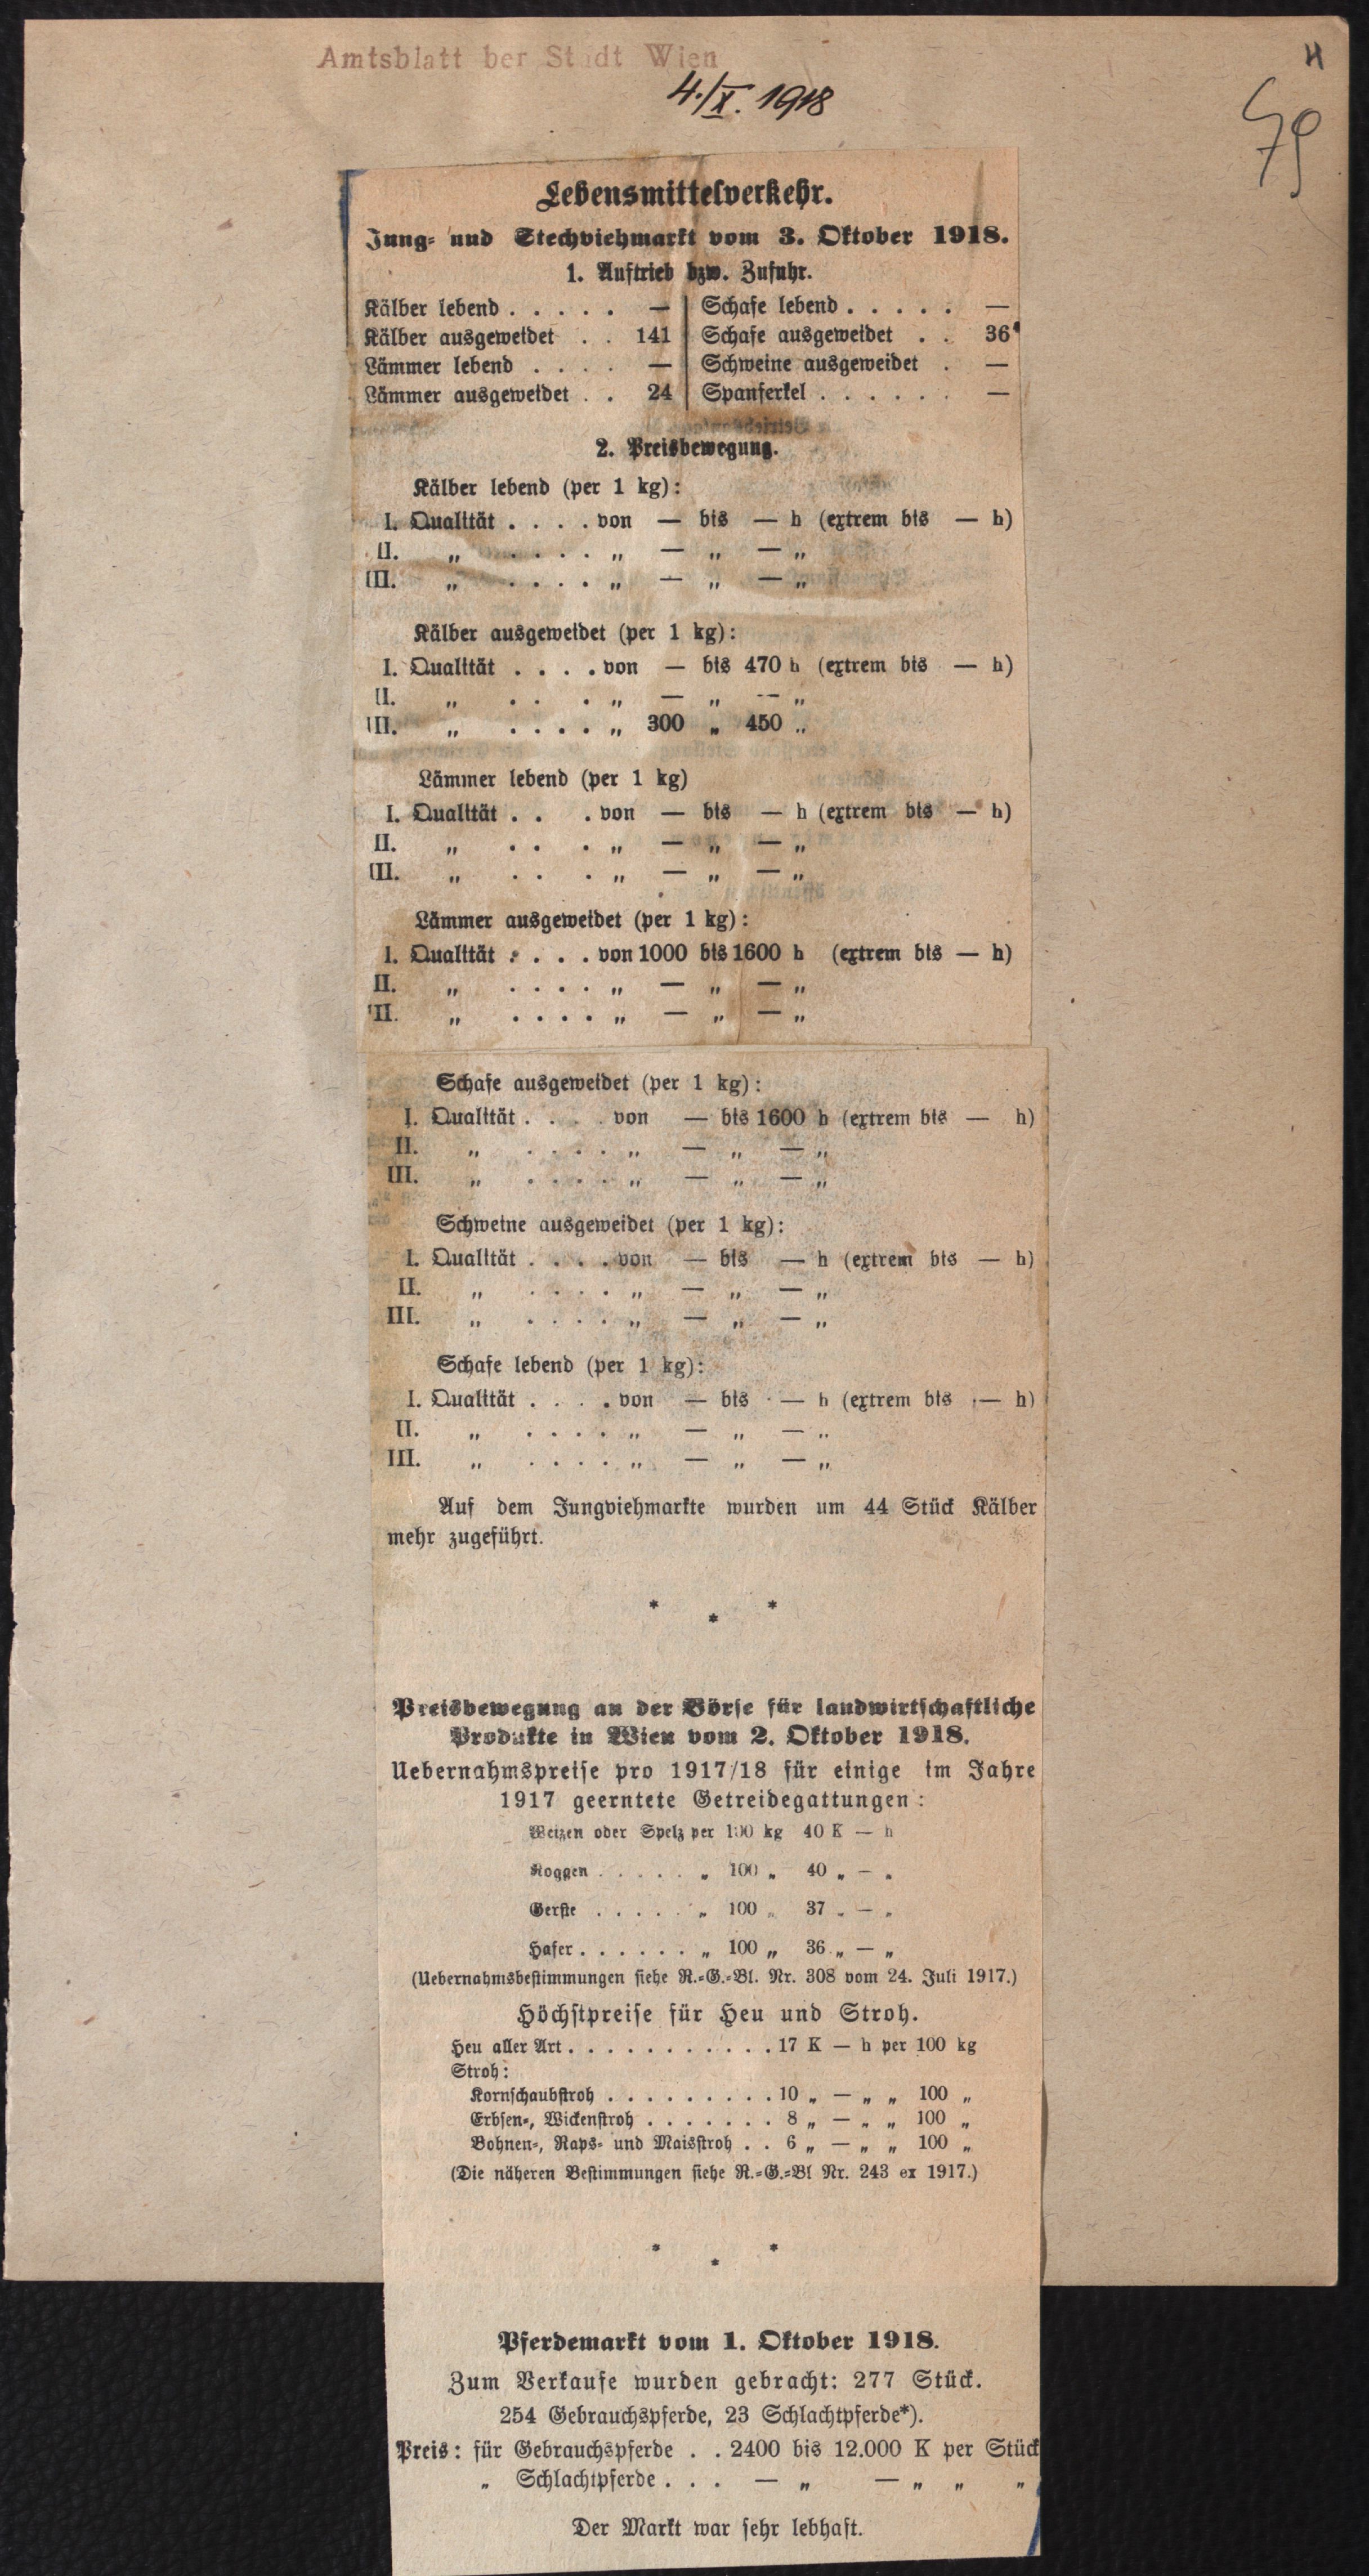 Amtsblatt der Stadt Wien
4./X. 1918
Lebensmittelverkehr.
Jung- und Stechviehmarkt vom 3. Oktober 1918.
1. Auftrieb bzw. Zufuhr.
Kälber lebend . . . . . — | Schafe lebend . . . . . —
Kälber ausgeweidet . . 141 | Schafe ausgeweidet . . 36
Lämmer lebend . . . . — | Schweine ausgeweidet . —
Lämmer ausgeweidet . . 24 | Spanferkel . . . . . . —
2. Preisbewegung.
Kälber lebend (per 1 kg):
I. Qualität . . . . von — bis — h (extrem bis — h)
II. „ . . . . „ — „ — „
III. „ . . . . „ — „ — „
Kälber ausgeweidet (per 1 kg):
I. Qualität . . . . von — bis 470 h (extrem bis — h)
II. „ . . . „ — „ — „
III. „ . . . . „ 300 „ 450 „
Lämmer lebend (per 1 kg)
I. Qualität . . . von — bis — h (extrem bis — h)
II. „ . . . „ — „ — „
III. „ . . . „ — „ — „
Lämmer ausgeweidet (per 1 kg):
I. Qualität . . . . von 1000 bis 1600 h (extrem bis — h)
II. „ . . . . „ — „ — „
III. „ . . . . „ — „ — „
Schafe ausgeweidet (per 1 kg):
I. Qualität . . . . von — bis 1600 h (extrem bis — h)
II. „ . . . . „ — „ — „
III. „ . . . . „ — „ — „
Schweine ausgeweidet (per 1 kg):
I. Qualität . . . . von — bis — h (extrem bis — h)
II. „ . . . . „ — „ — „
III. „ . . . . „ — „ — „
Schafe lebend (per 1 kg):
I. Qualität . . . . von — bis — h (extrem bis — h)
II. „ . . . . „ — „ — „
III. „ . . . . „ — „ — „
Auf dem Jungviehmarkte wurden um 44 Stück Kälber
mehr zugeführt.
* * *
Preisbewegung an der Börse für landwirtschaftliche
Produkte in Wien vom 2. Oktober 1918.
Uebernahmspreise pro 1917/18 für einige im Jahre
1917 geerntete Getreidegattungen:
Weizen oder Spelz per 100 kg 40 K — h
Roggen . . . . . „ 100 „ 40 „ — „
Gerste . . . . . „ 100 „ 37 „ — „
Hafer . . . . . . „ 100 „ 36 „ — „
(Uebernahmsbestimmungen siehe R.-G.-Bl. Nr. 308 vom 24. Juli 1917.)
Höchstpreise für Heu und Stroh.
Heu aller Art . . . . . . . . . . . 17 K — h per 100 kg
Stroh:
Kornschaubstroh . . . . . . . . . 10 „ — „ „ 100 „
Erbsen-, Wickenstroh . . . . . . . 8 „ — „ „ 100 „
Bohnen-, Raps- und Maisstroh . . 6 „ — „ „ 100 „
(Die näheren Bestimmungen siehe R.-G.-Bl Nr. 243 ex 1917.)
* * *
Pferdemarkt vom 1. Oktober 1918.
Zum Verkaufe wurden gebracht: 277 Stück.
254 Gebrauchspferde, 23 Schlachtpferde*).
Preis: für Gebrauchspferde . . 2400 bis 12.000 K per Stück
„ Schlachtpferde . . . — „ — „ „ „
Der Markt war sehr lebhaft.